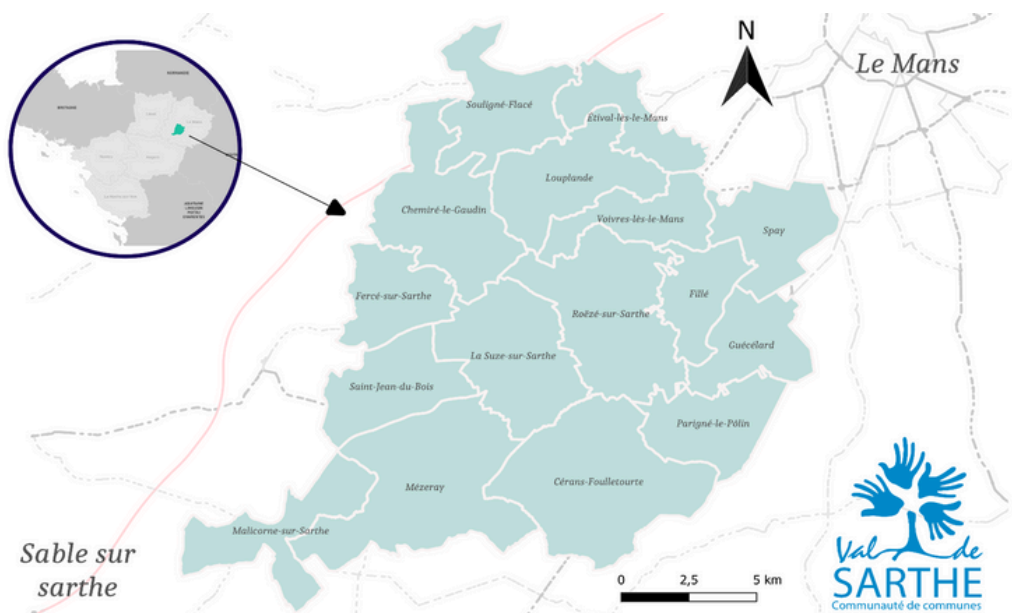 NORMANDIE
BRETAGNE
N
Le Mans
Souligné-Flacé
Étival-lès-le-Mans
Louplande
Chemiré-le-Gaudin
Voivres-lès-le-Mans
Spay
Fercé-sur-Sarthe
Fillé
Roëzé-sur-Sarthe
Guécélard
La Suze-sur-Sarthe
Saint-Jean-du-Bois
Parigné-le-Pôlin
Cérans-Foulletourte
Mézeray
Malicorne-sur-Sarthe
Sable sur
sarthe
0 2,5 5 km
Val de
SARTHE
Communauté de communes